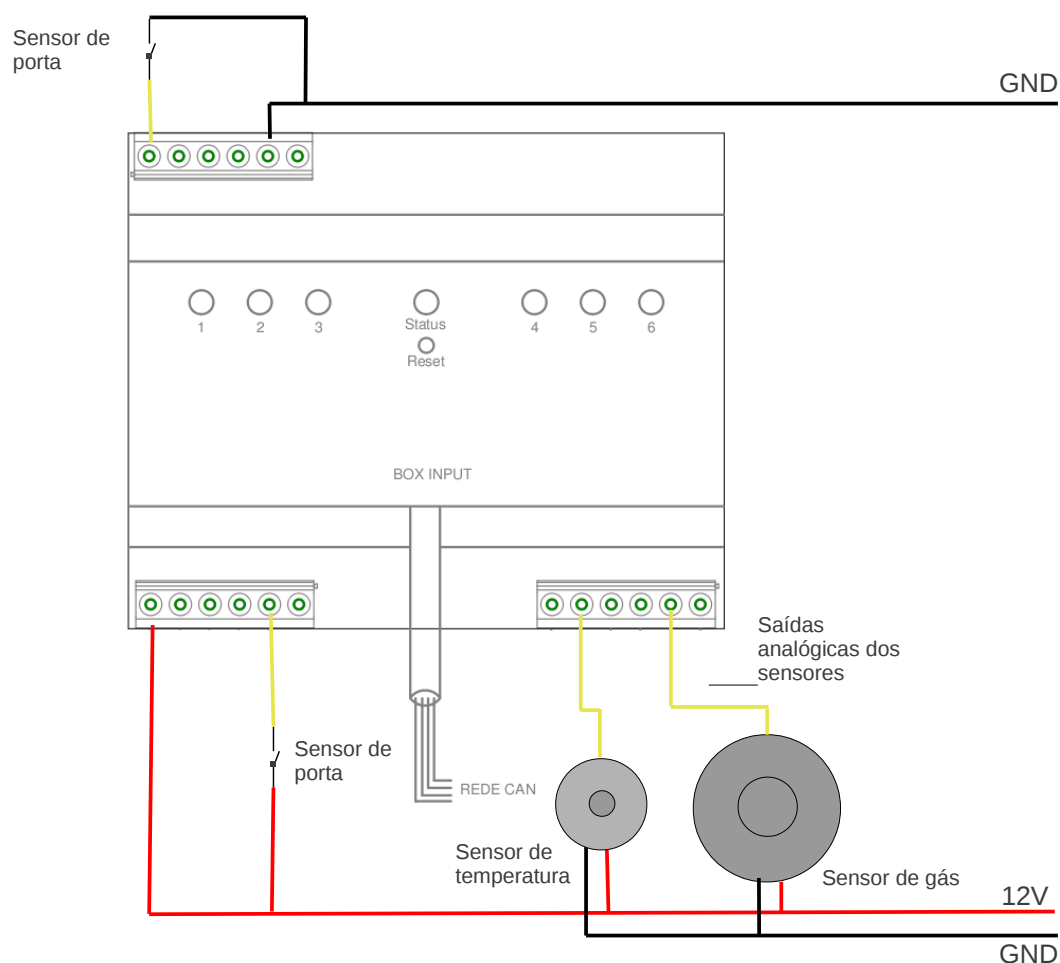 Sensor de
porta
GND
1
2
3
Status
4
5
6
Reset
BOX INPUT
Saídas
analógicas dos
sensores
Sensor de
porta
REDE CAN
Sensor de
temperatura
Sensor de gás
12V
GND